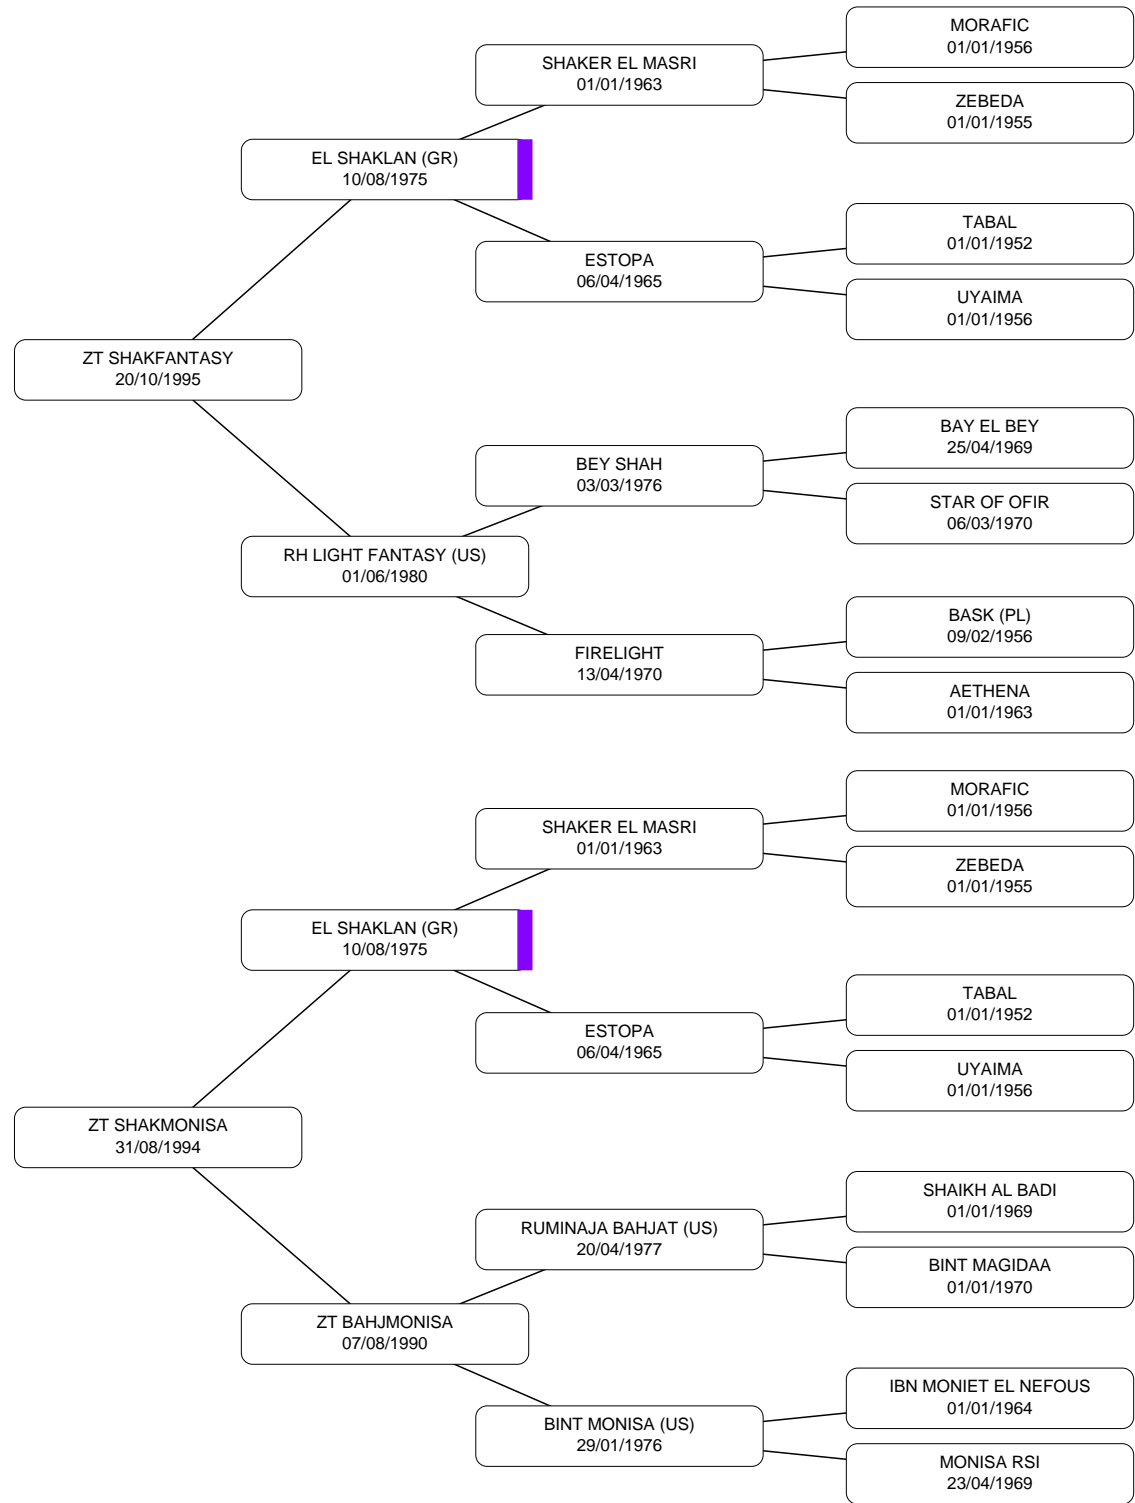 MORAFIC
01/01/1956
SHAKER EL MASRI
01/01/1963
ZEBEDA
01/01/1955
EL SHAKLAN (GR)
10/08/1975
TABAL
01/01/1952
ESTOPA
06/04/1965
UYAIMA
01/01/1956
ZT SHAKFANTASY
20/10/1995
BAY EL BEY
25/04/1969
BEY SHAH
03/03/1976
STAR OF OFIR
06/03/1970
RH LIGHT FANTASY (US)
01/06/1980
BASK (PL)
09/02/1956
FIRELIGHT
13/04/1970
AETHENA
01/01/1963
MORAFIC
01/01/1956
SHAKER EL MASRI
01/01/1963
ZEBEDA
01/01/1955
EL SHAKLAN (GR)
10/08/1975
TABAL
01/01/1952
ESTOPA
06/04/1965
UYAIMA
01/01/1956
ZT SHAKMONISA
31/08/1994
SHAIKH AL BADI
01/01/1969
RUMINAJA BAHJAT (US)
20/04/1977
BINT MAGIDAA
01/01/1970
ZT BAHJMONISA
07/08/1990
IBN MONIET EL NEFOUS
01/01/1964
BINT MONISA (US)
29/01/1976
MONISA RSI
23/04/1969